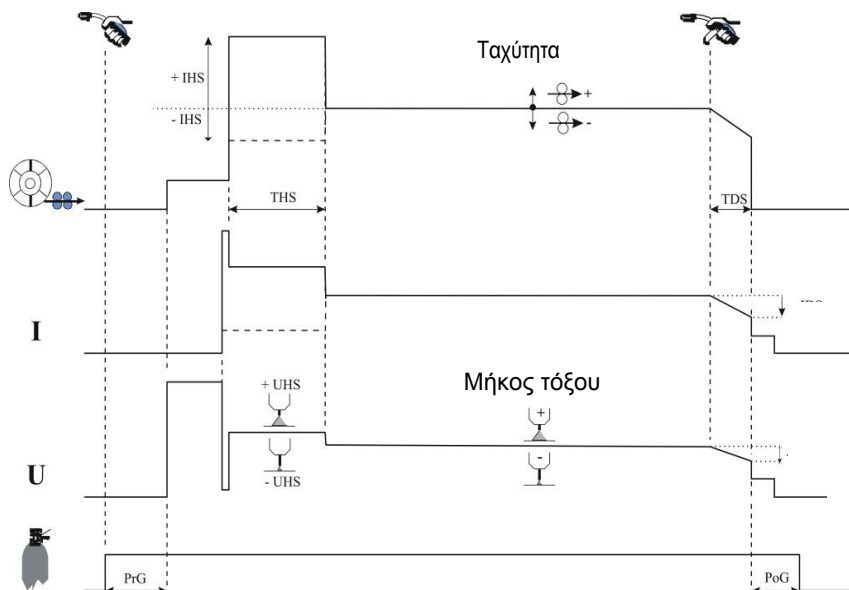 Ταχύτητα
+ IHS
- IHS
+
-
THS
TDS
I
+ UHS
Μήκος τόξου
+
-
U
- UHS
PrG
PoG